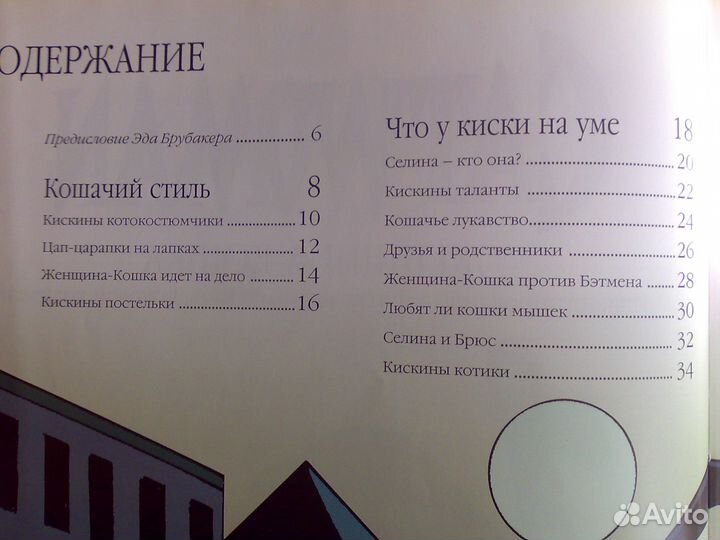 ОДЕРЖАНИЕ
Предисловие Эда Брубакера ................ 6
Кошачий стиль 8
Кискины котокостюмчики ................ 10
Цап-царапки на лапках ................ 12
Женщина-Кошка идет на дело ........... 14
Кискины постельки ........................ 16
Что у киски на уме 18
Селина – кто она? ........................... 20
Кискины таланты ........................... 22
Кошачье лукавство........................... 24
Друзья и родственники .................... 26
Женщина-Кошка против Бэтмена ....... 28
Любят ли кошки мышек .................... 30
Селина и Брюс ................................ 32
Кискины котики ............................. 34
Avito